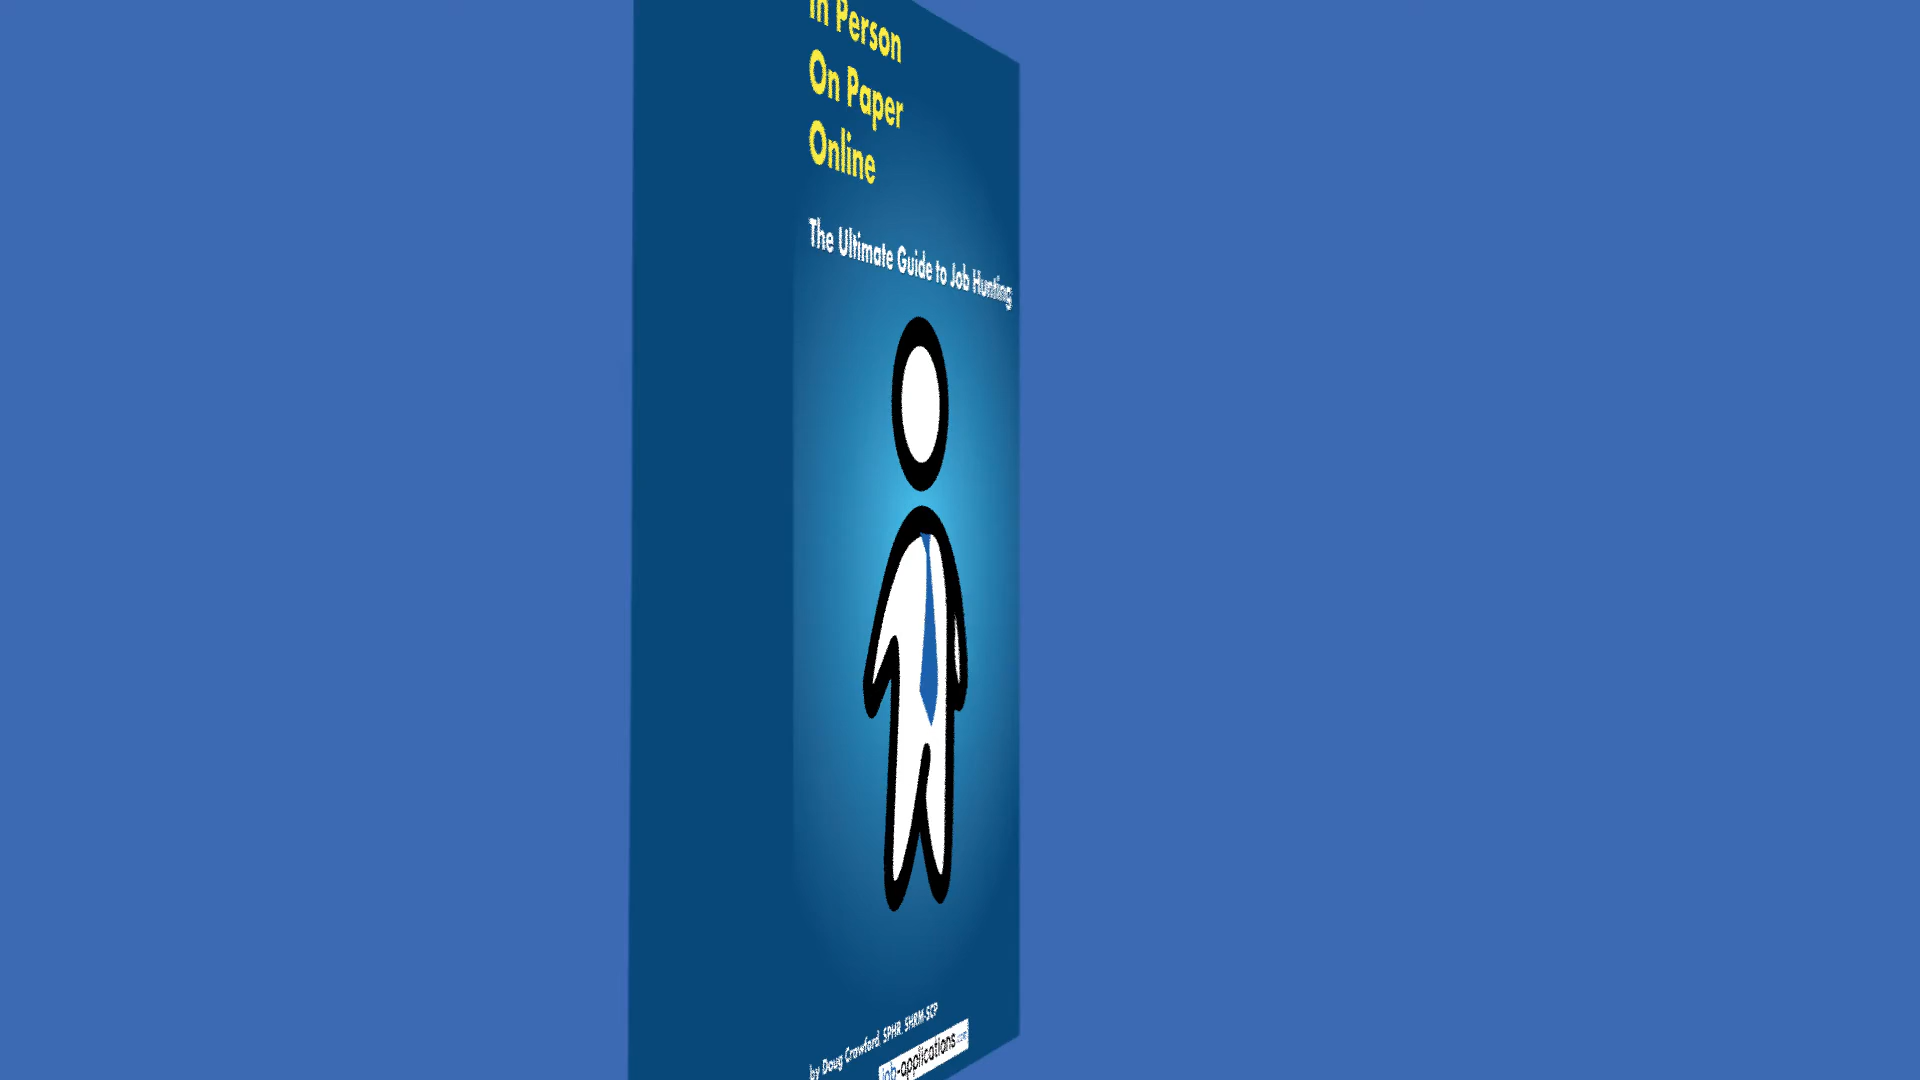 In Person
On Paper
Online
The Ultimate Guide to Job Hunting
by Doug Crawford, SPHR, SHRM-SCP
job-applications.com